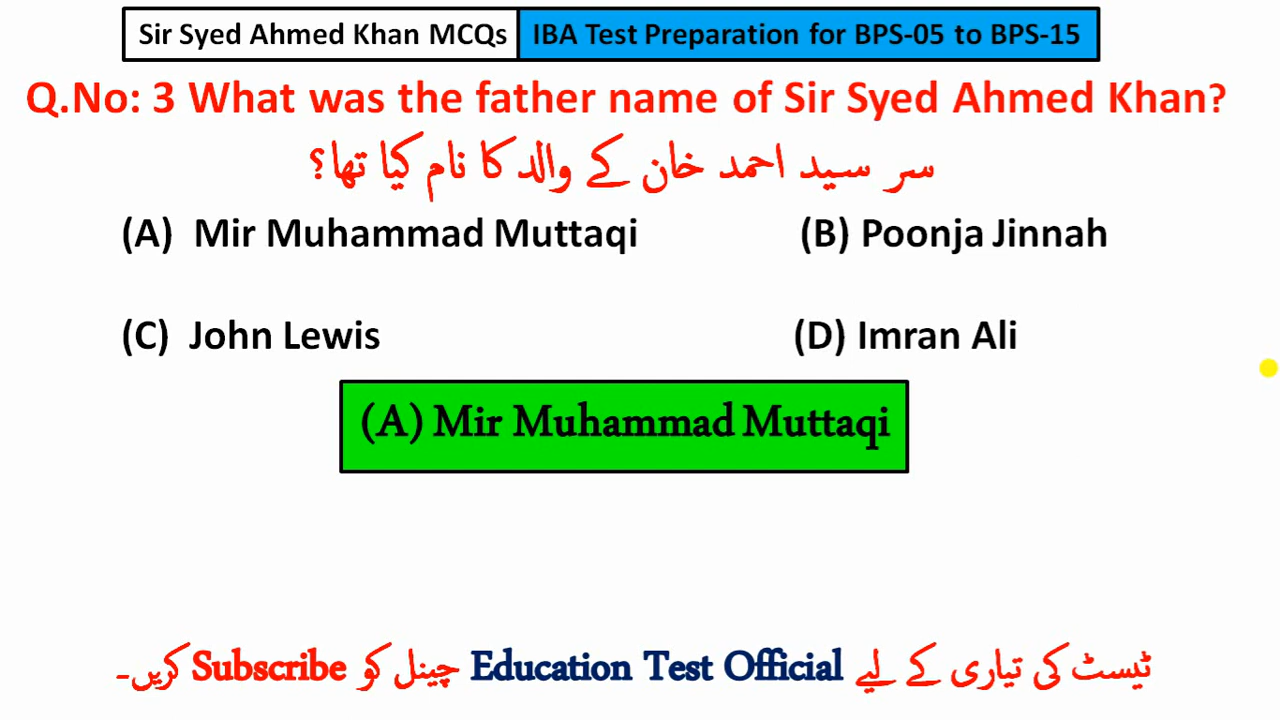 Sir Syed Ahmed Khan MCQs IBA Test Preparation for BPS-05 to BPS-15
Q.No: 3 What was the father name of Sir Syed Ahmed Khan?
سر سید احمد خان کے والد کا نام کیا تھا؟
(A) Mir Muhammad Muttaqi (B) Poonja Jinnah
(C) John Lewis (D) Imran Ali
(A) Mir Muhammad Muttaqi
ٹیسٹ کی تیاری کے لیے Education Test Official چینل کو Subscribe کریں۔